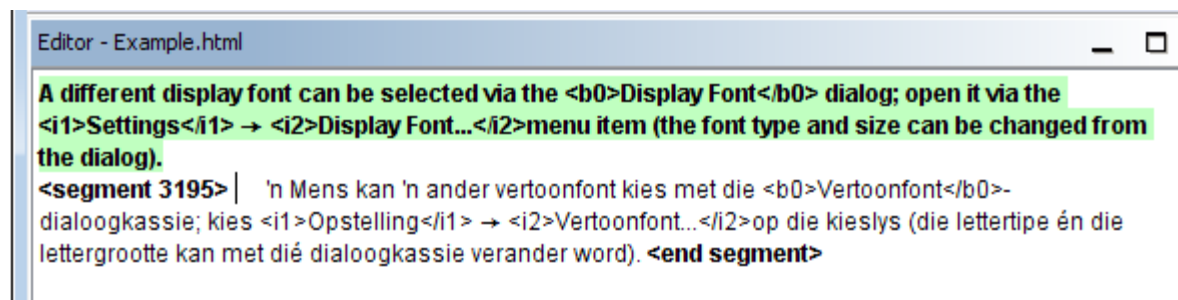 Editor - Example.html
A different display font can be selected via the <b0>Display Font</b0> dialog; open it via the
<i1>Settings</i1> → <i2>Display Font...</i2>menu item (the font type and size can be changed from
the dialog).
<segment 3195> 'n Mens kan 'n ander vertoonfont kies met die <b0>Vertoonfont</b0>-
dialoogkassie; kies <i1>Opstelling</i1> → <i2>Vertoonfont...</i2>op die kieslys (die lettertipe én die
lettergrootte kan met dié dialoogkassie verander word). <end segment>